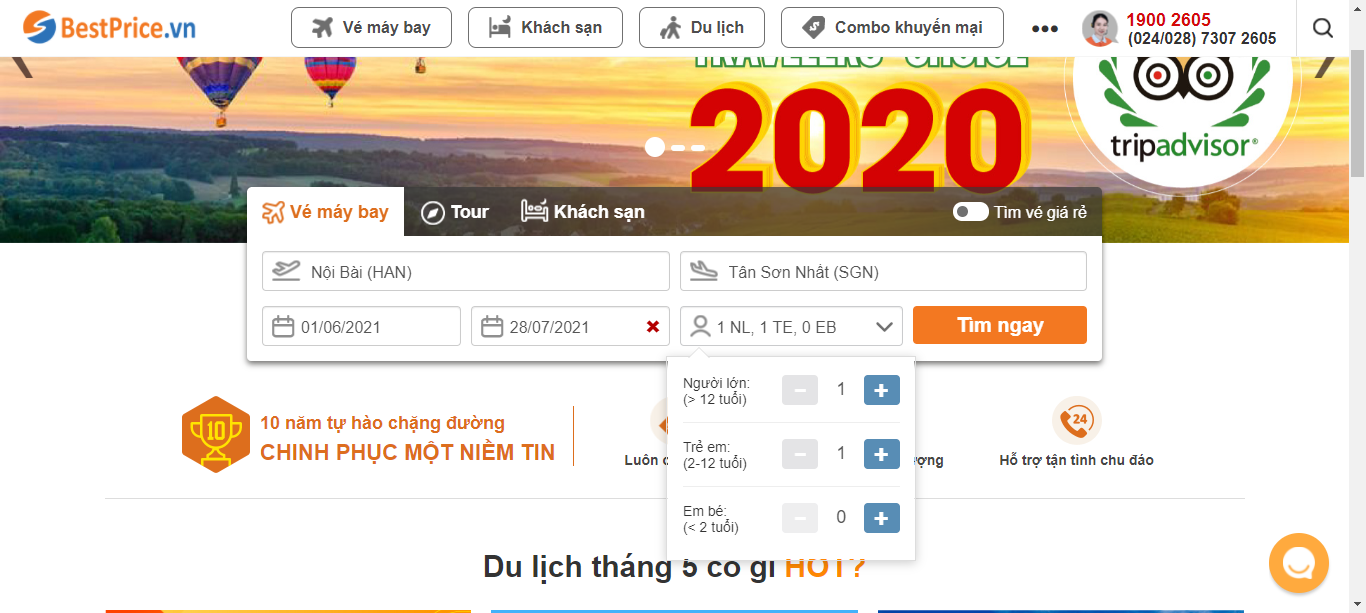 BestPrice.vn
Vé máy bay
Khách sạn
Du lịch
Combo khuyến mại
1900 2605
(024/028) 7307 2605
TRAVELERS' CHOICE
2020
tripadvisor®
Vé máy bay
Tour
Khách sạn
Tìm vé giá rẻ
Nội Bài (HAN)
Tân Sơn Nhất (SGN)
01/06/2021
28/07/2021
1 NL, 1 TE, 0 EB
Tìm ngay
Người lớn:
(> 12 tuổi)
1
Trẻ em:
(2-12 tuổi)
1
Em bé:
(< 2 tuổi)
0
10
10 năm tự hào chặng đường
CHINH PHỤC MỘT NIỀM TIN
Luôn
24
Hỗ trợ tận tình chu đáo
Du lịch tháng 5 có gì HOT?